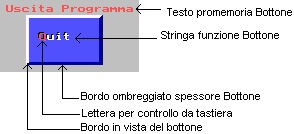 Uscita Programma
Testo promemoria Bottone
Quit
Stringa funzione Bottone
Bordo ombreggiato spessore Bottone
Lettera per controllo da tastiera
Bordo in vista del bottone